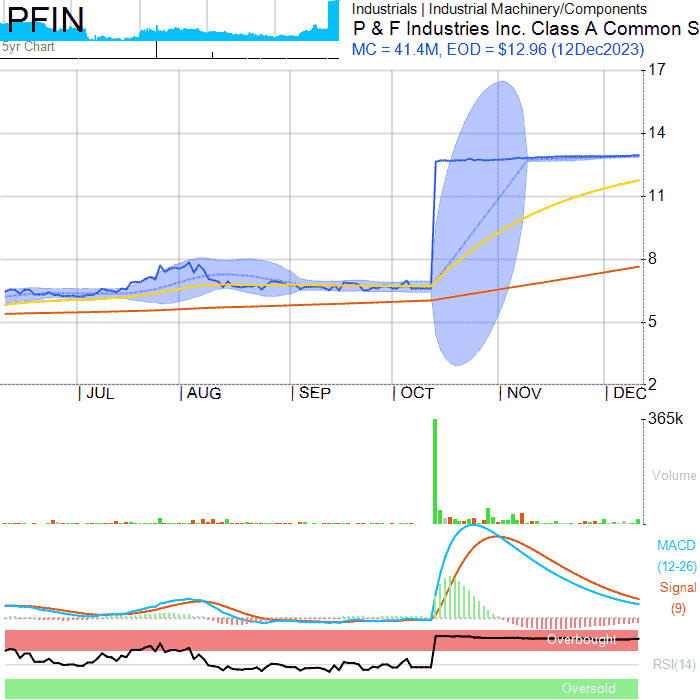 PFIN
5yr Chart
Industrials | Industrial Machinery/Components
P & F Industries Inc. Class A Common S
MC = 41.4M, EOD = $12.96 (12Dec2023)
17
14
11
8
5
2
| JUL | AUG | SEP | OCT | NOV | DEC
365k
Volume
MACD
(12-26)
Signal
(9)
Overbought
RSI(14)
Oversold